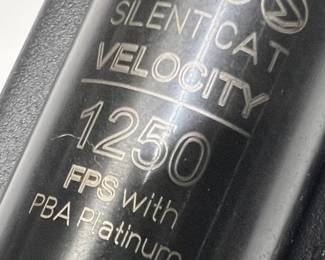 SILENT CAT
VELOCITY
1250
FPS with
PBA Platinum